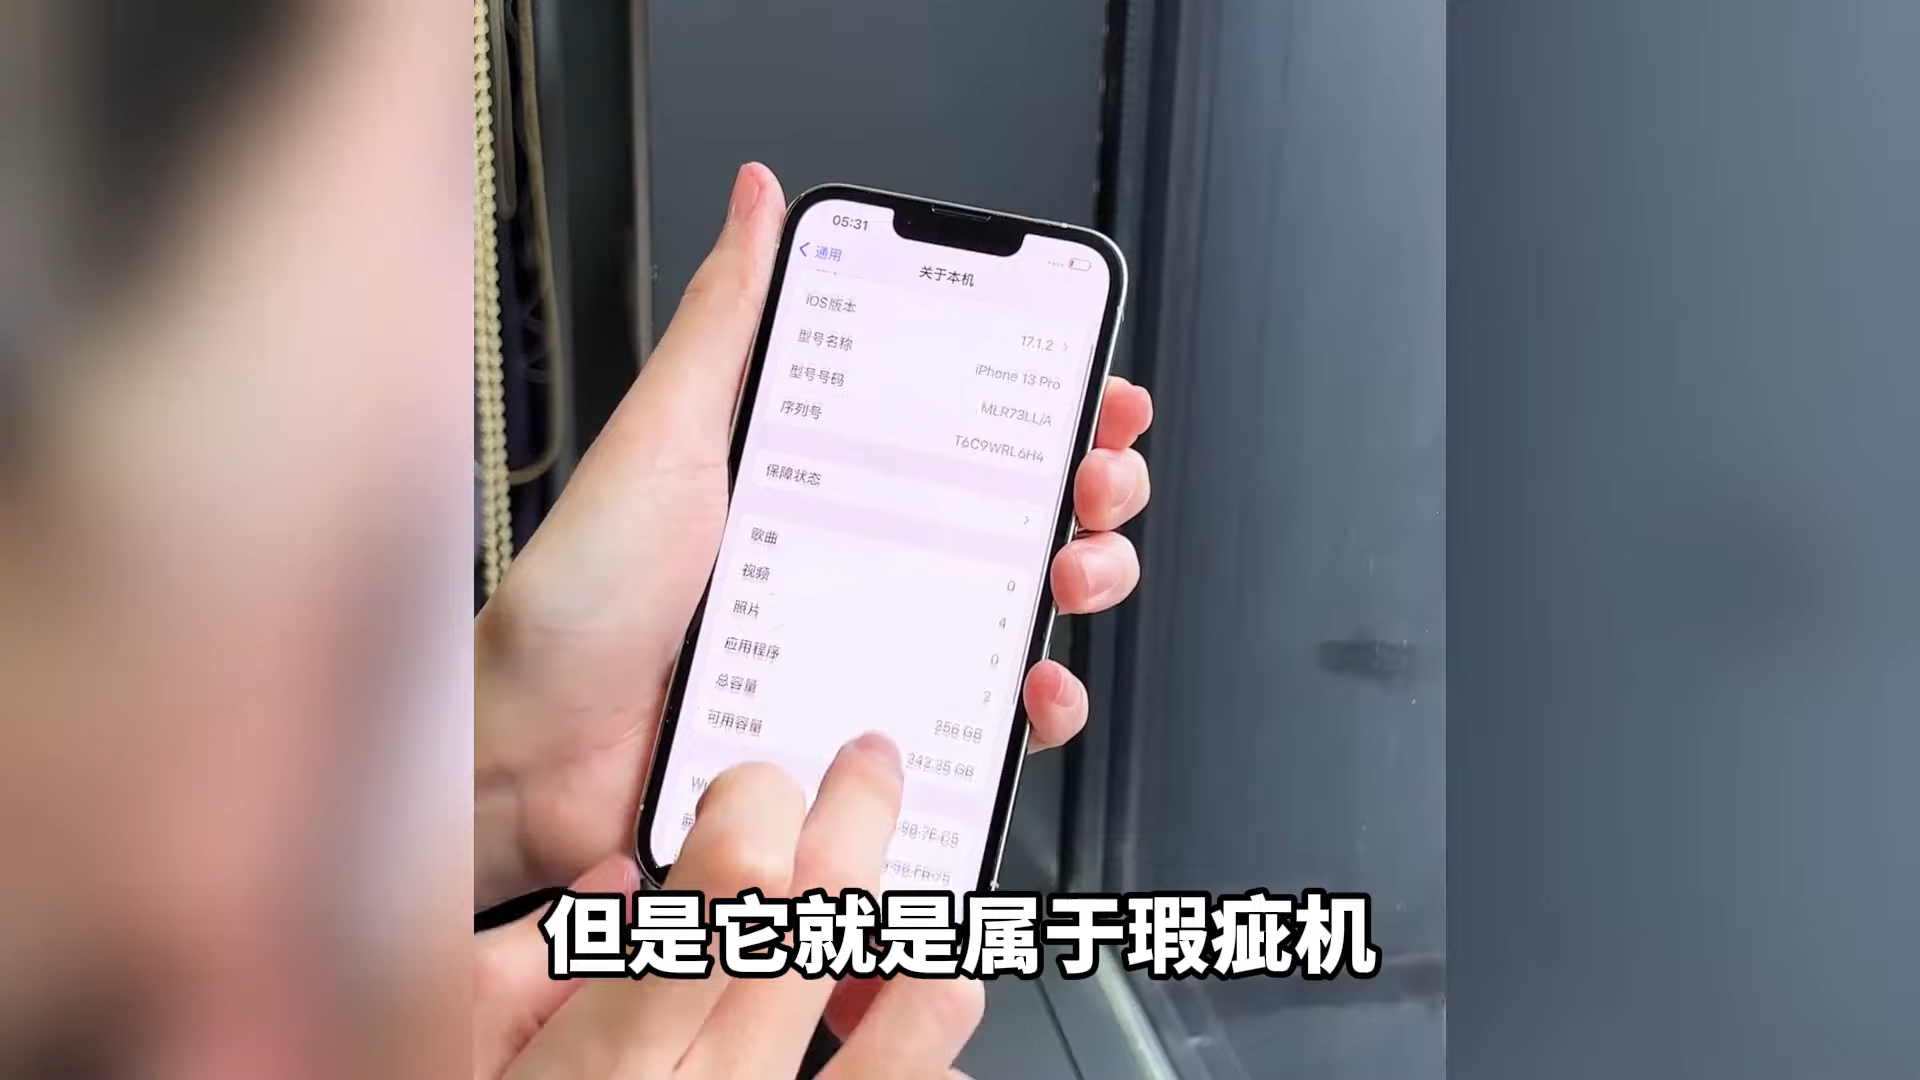 05:31
通用
关于本机
iOS版本
17.1.2
型号名称
iPhone 13 Pro
型号号码
MLR73LL/A
序列号
T6C9WRL6H4
保障状态
歌曲
0
视频
4
照片
0
应用程序
2
总容量
256 GB
可用容量
242.85 GB
但是它就是属于瑕疵机